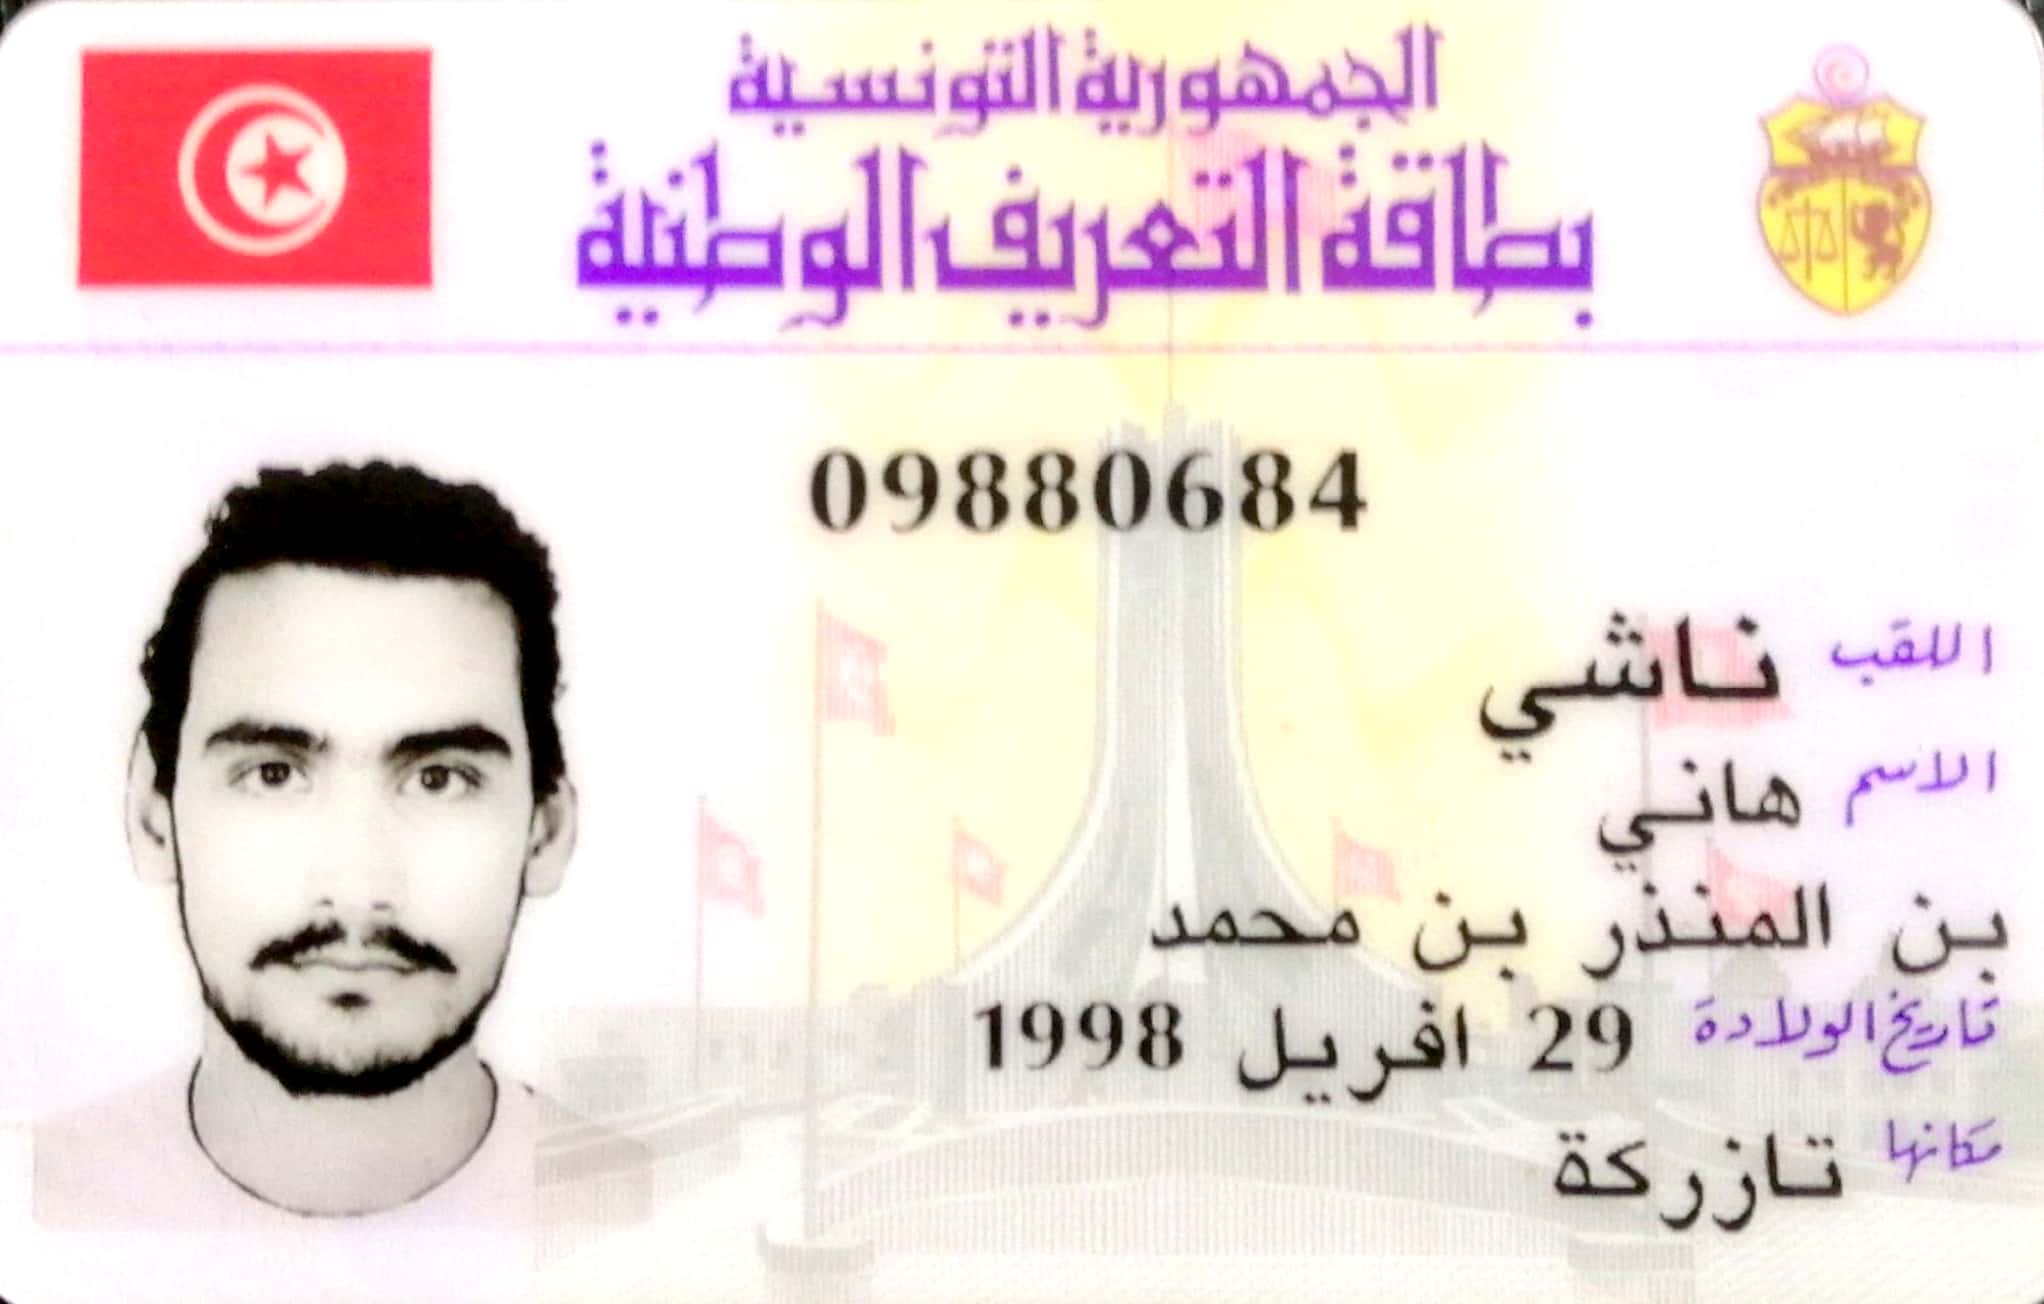 الجمهورية التونسية
بطاقة التعريف الوطنية
09880684
اللقب ناشي
الاسم هاني
بن المنذر بن محمد
تاريخ الولادة 29 افريل 1998
مكانها تازركة